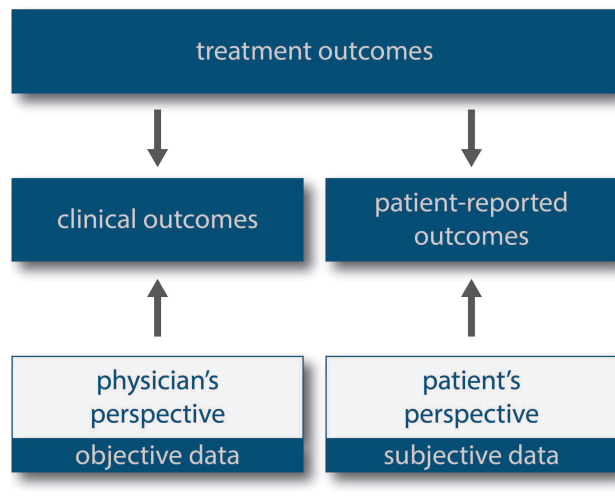 treatment outcomes
clinical outcomes
patient-reported
outcomes
physician's
perspective
objective data
patient's
perspective
subjective data